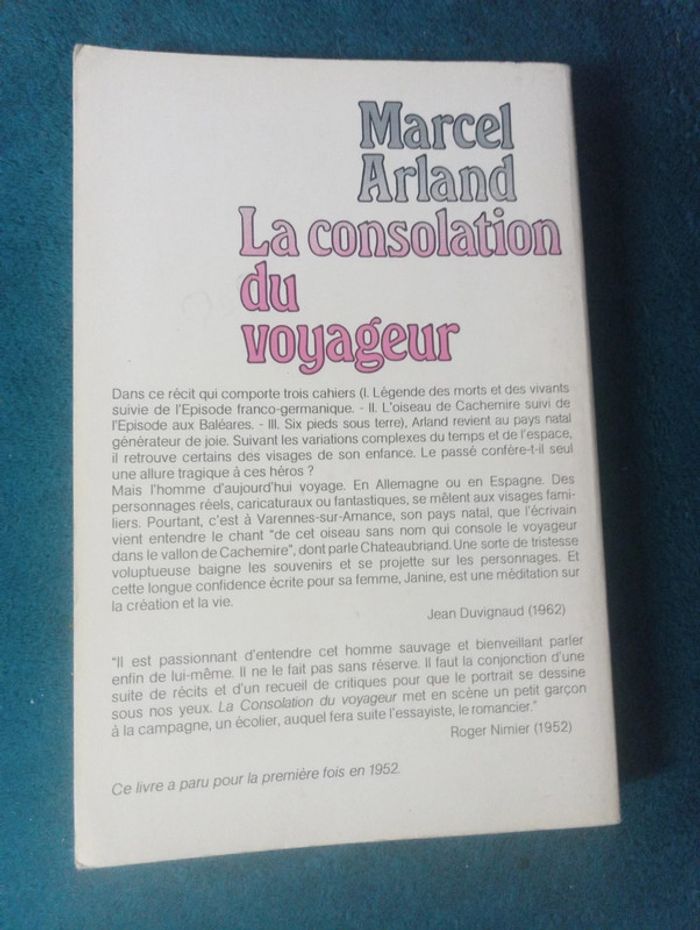 Marcel
Arland
La consolation
du
voyageur
Dans ce récit qui comporte trois cahiers (I. Légende des morts et des vivants
suivie de l'Episode franco-germanique. - II. L'oiseau de Cachemire suivi de
l'Episode aux Baléares. - III. Six pieds sous terre), Arland revient au pays natal
générateur de joie. Suivant les variations complexes du temps et de l'espace,
il retrouve certains des visages de son enfance. Le passé confère-t-il seul
une allure tragique à ces héros ?
Mais l'homme d'aujourd'hui voyage. En Allemagne ou en Espagne. Des
personnages réels, caricaturaux ou fantastiques, se mêlent aux visages fami-
liers. Pourtant, c'est à Varennes-sur-Amance, son pays natal, que l'écrivain
vient entendre le chant "de cet oiseau sans nom qui console le voyageur
dans le vallon de Cachemire", dont parle Chateaubriand. Une sorte de tristesse
voluptueuse baigne les souvenirs et se projette sur les personnages. Et
cette longue confidence écrite pour sa femme, Janine, est une méditation sur
la création et la vie.
Jean Duvignaud (1962)
"Il est passionnant d'entendre cet homme sauvage et bienveillant parler
enfin de lui-même. Il ne le fait pas sans réserve. Il faut la conjonction d'une
suite de récits et d'un recueil de critiques pour que le portrait se dessine
sous nos yeux. La Consolation du voyageur met en scène un petit garçon
à la campagne, un écolier, auquel fera suite l'essayiste, le romancier."
Roger Nimier (1952)
Ce livre a paru pour la première fois en 1952.